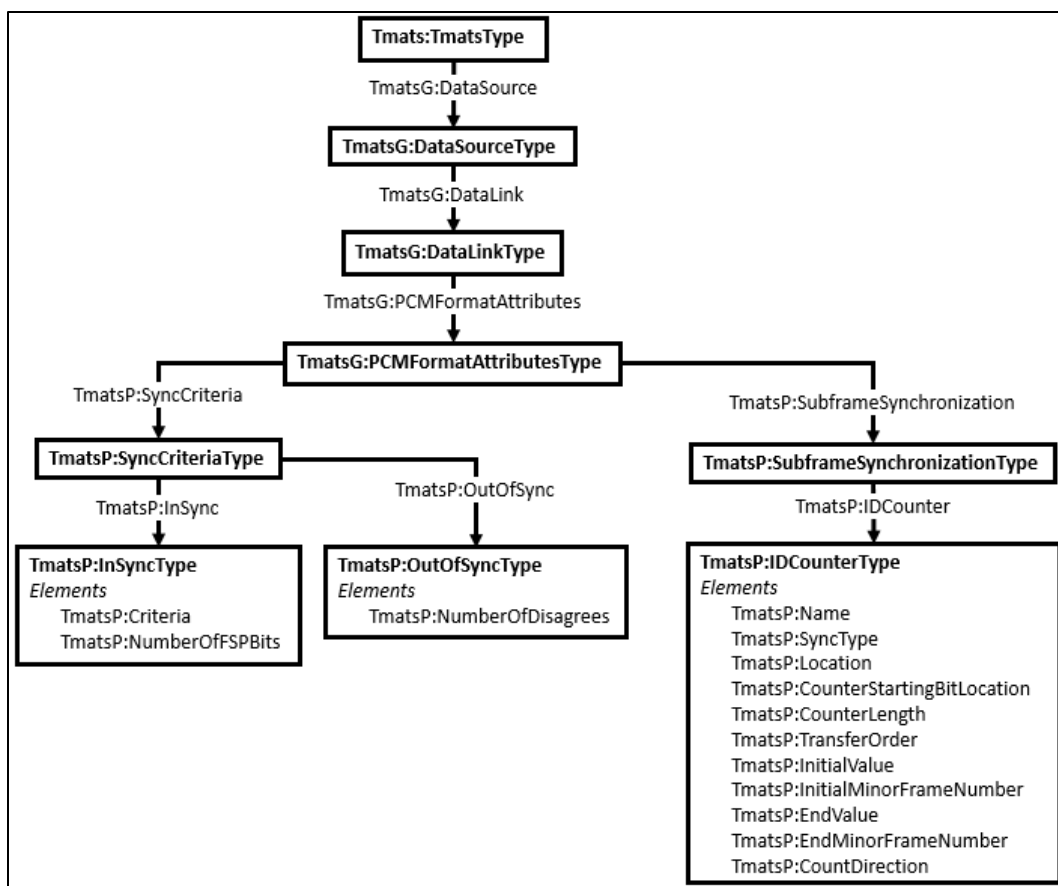 Tmats:TmatsType
TmatsG:DataSource
TmatsG:DataSourceType
TmatsG:DataLink
TmatsG:DataLinkType
TmatsG:PCMFormatAttributes
TmatsG:PCMFormatAttributesType
TmatsP:SyncCriteria
TmatsP:SubframeSynchronization
TmatsP:SyncCriteriaType
TmatsP:SubframeSynchronizationType
TmatsP:OutOfSync
TmatsP:InSync
TmatsP:IDCounter
TmatsP:InSyncType
Elements
TmatsP:Criteria
TmatsP:NumberOfFSPBits
TmatsP:OutOfSyncType
Elements
TmatsP:NumberOfDisagrees
TmatsP:IDCounterType
Elements
TmatsP:Name
TmatsP:SyncType
TmatsP:Location
TmatsP:CounterStartingBitLocation
TmatsP:CounterLength
TmatsP:TransferOrder
TmatsP:InitialValue
TmatsP:InitialMinorFrameNumber
TmatsP:EndValue
TmatsP:EndMinorFrameNumber
TmatsP:CountDirection